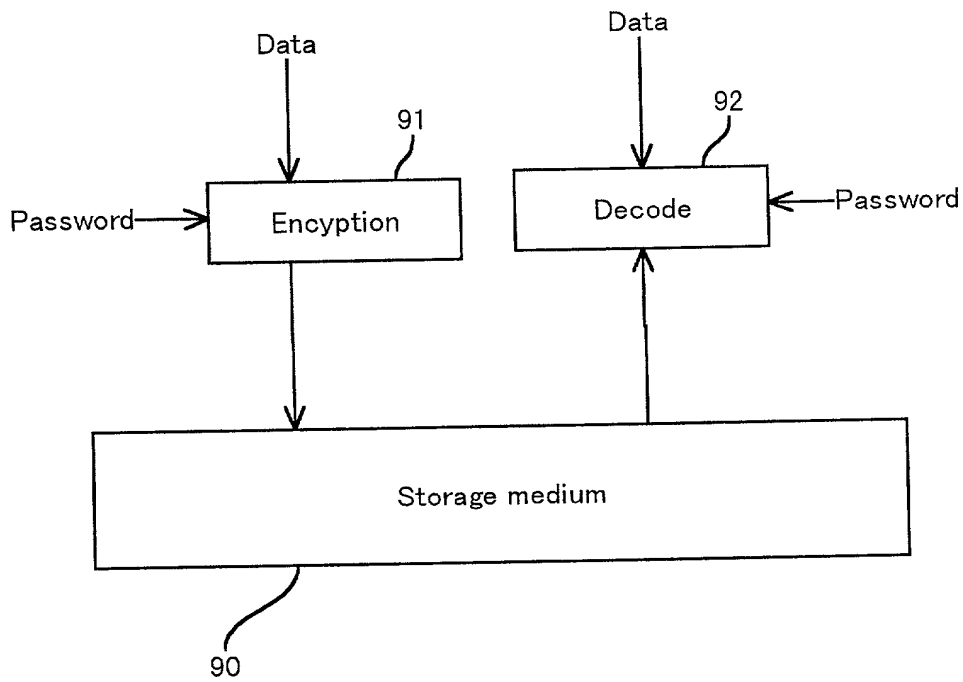 Data
Data
91
92
Password
Encyption
Decode
Password
Storage medium
90